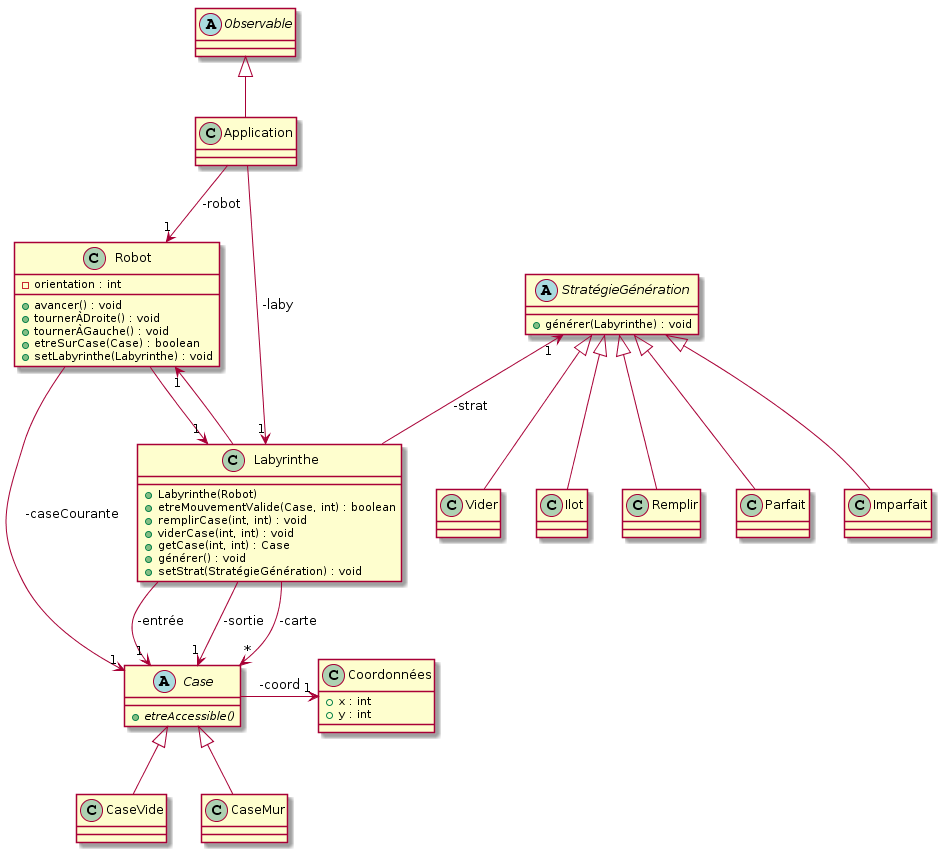 A Observable
C Application
-robot
1
C Robot
orientation : int
avancer() : void
tournerÀDroite() : void
tournerÀGauche() : void
etreSurCase(Case) : boolean
setLabyrinthe(Labyrinthe) : void
A StratégieGénération
générer(Labyrinthe) : void
-laby
1
1
1
1
-strat
C Labyrinthe
Labyrinthe(Robot)
etreMouvementValide(Case, int) : boolean
remplirCase(int, int) : void
viderCase(int, int) : void
getCase(int, int) : Case
générer() : void
setStrat(StratégieGénération) : void
C Vider
C Ilot
C Remplir
C Parfait
C Imparfait
-caseCourante
1
-entrée
1
-sortie
1
-carte
*
A Case
etreAccessible()
-coord
1
C Coordonnées
x : int
y : int
C CaseVide
C CaseMur